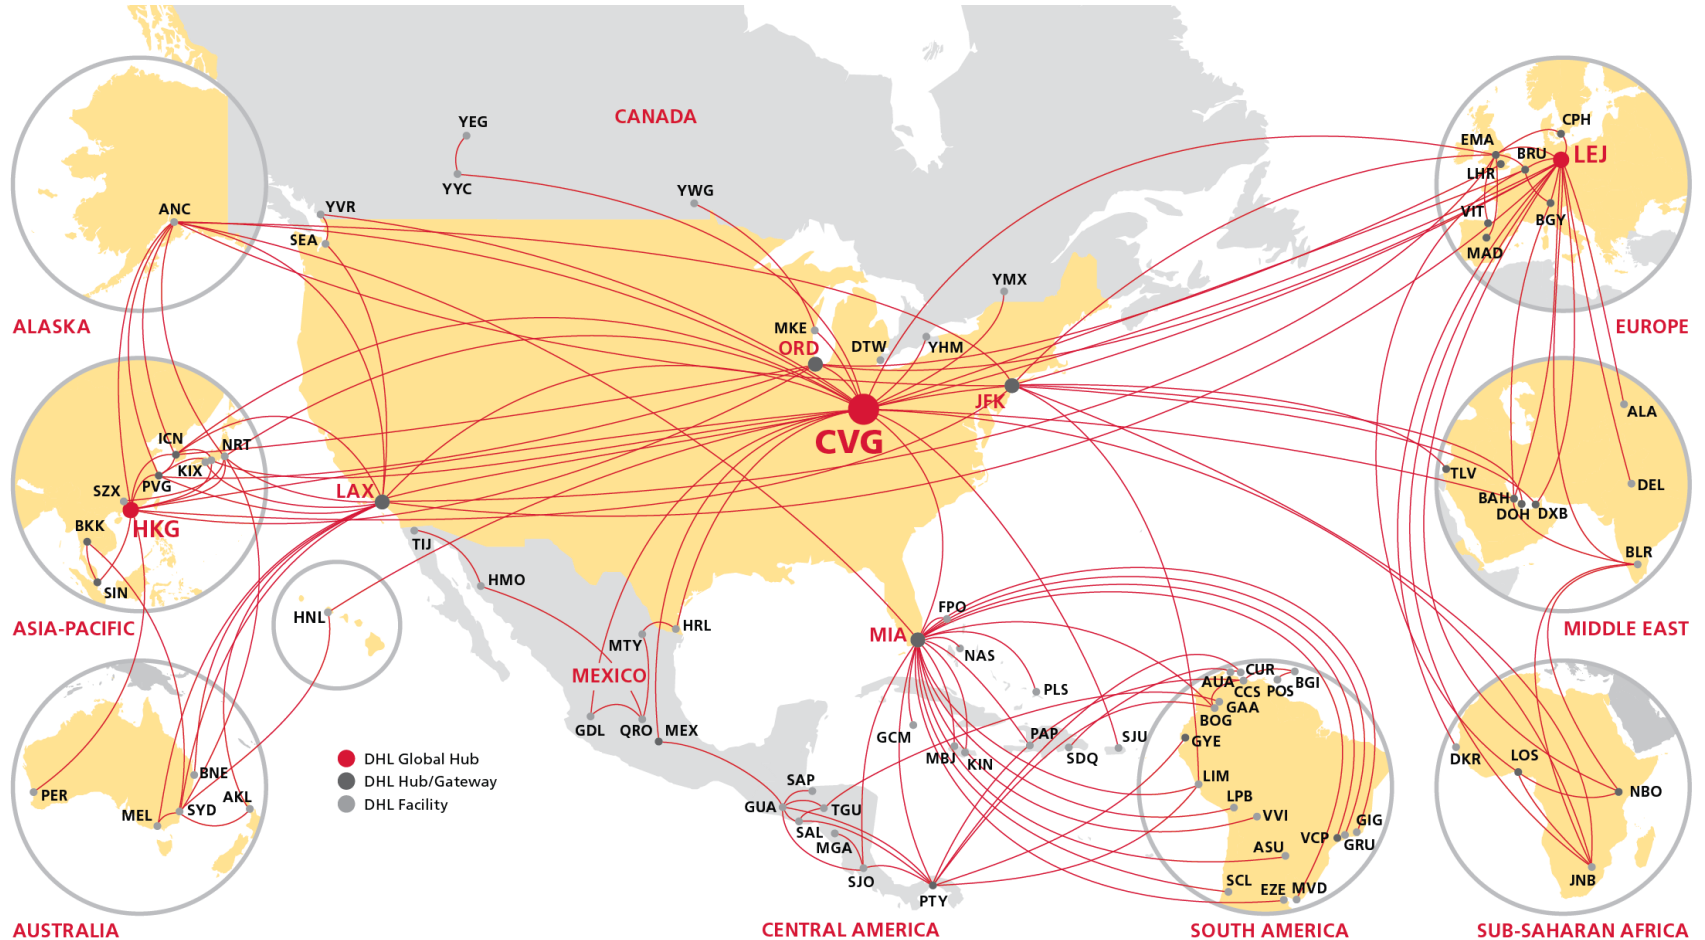 CANADA
YEG
YYC
YWG
YVR
SEA
ANC
ALASKA
YMX
MKE
ORD
DTW
YHM
JFK
CVG
CPH
EMA
BRU
LEJ
LHR
VIT
BGY
MAD
EUROPE
ICN
NRT
KIX
PVG
SZX
HKG
BKK
SIN
ASIA-PACIFIC
LAX
TIJ
HMO
HNL
ALA
TLV
DEL
BAH
DOH
DXB
BLR
MIDDLE EAST
FPO
MIA
NAS
PLS
HRL
MTY
MEXICO
GDL
QRO
MEX
GCM
MBJ
KIN
PAP
SDQ
SJU
CUR
AUA
CCS
POS
BGI
GAA
BOG
GYE
LIM
LPB
VVI
GIG
VCP
GRU
ASU
SCL
EZE
MVD
SOUTH AMERICA
DHL Global Hub
DHL Hub/Gateway
DHL Facility
SAP
GUA
TGU
SAL
MGA
SJO
PTY
CENTRAL AMERICA
BNE
PER
MEL
SYD
AKL
AUSTRALIA
DKR
LOS
NBO
JNB
SUB-SAHARAN AFRICA